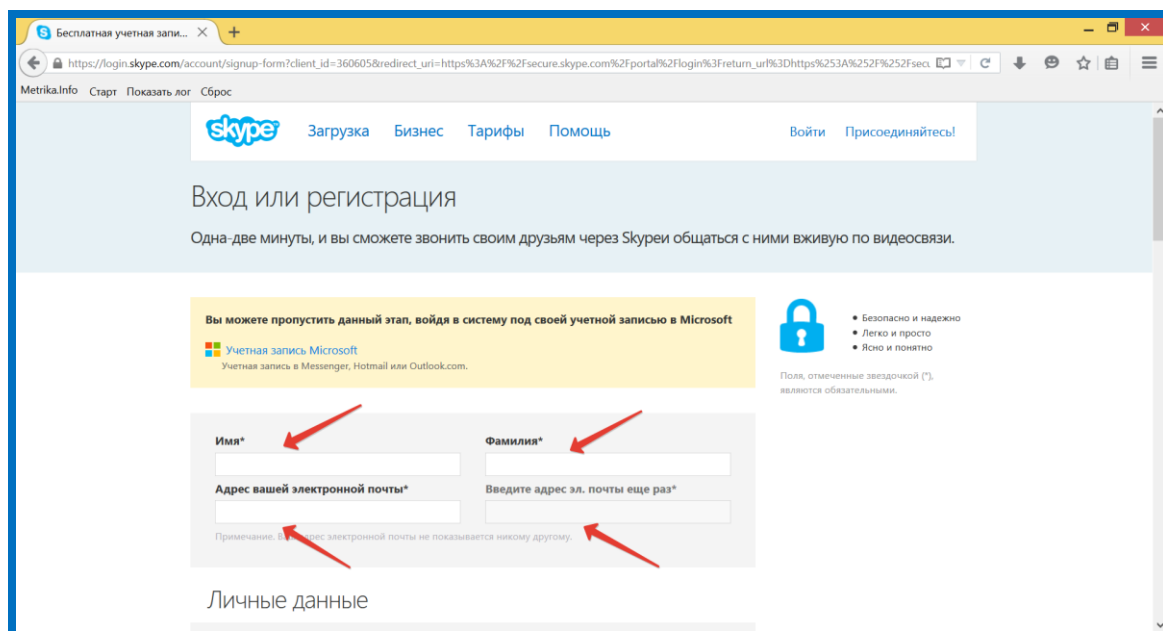 Бесплатная учетная запи...
https://login.skype.com/account/signup-form?client_id=360605&redirect_uri=https%3A%2F%2Fsecure.skype.com%2Fportal%2Flogin%3Freturn_url%3Dhttps%253A%252F%252Fsecu
Metrika.Info Старт Показать лог Сброс
skype Загрузка Бизнес Тарифы Помощь Войти Присоединяйтесь!
Вход или регистрация
Одна-две минуты, и вы сможете звонить своим друзьям через Skypeи общаться с ними вживую по видеосвязи.
Вы можете пропустить данный этап, войдя в систему под своей учетной записью в Microsoft
Учетная запись Microsoft
Учетная запись в Messenger, Hotmail или Outlook.com.
Безопасно и надежно
Легко и просто
Ясно и понятно
Поля, отмеченные звездочкой (*),
являются обязательными.
Имя* Фамилия*
Адрес вашей электронной почты* Введите адрес эл. почты еще раз*
Примечание. адрес электронной почты не показывается никому другому.
Личные данные